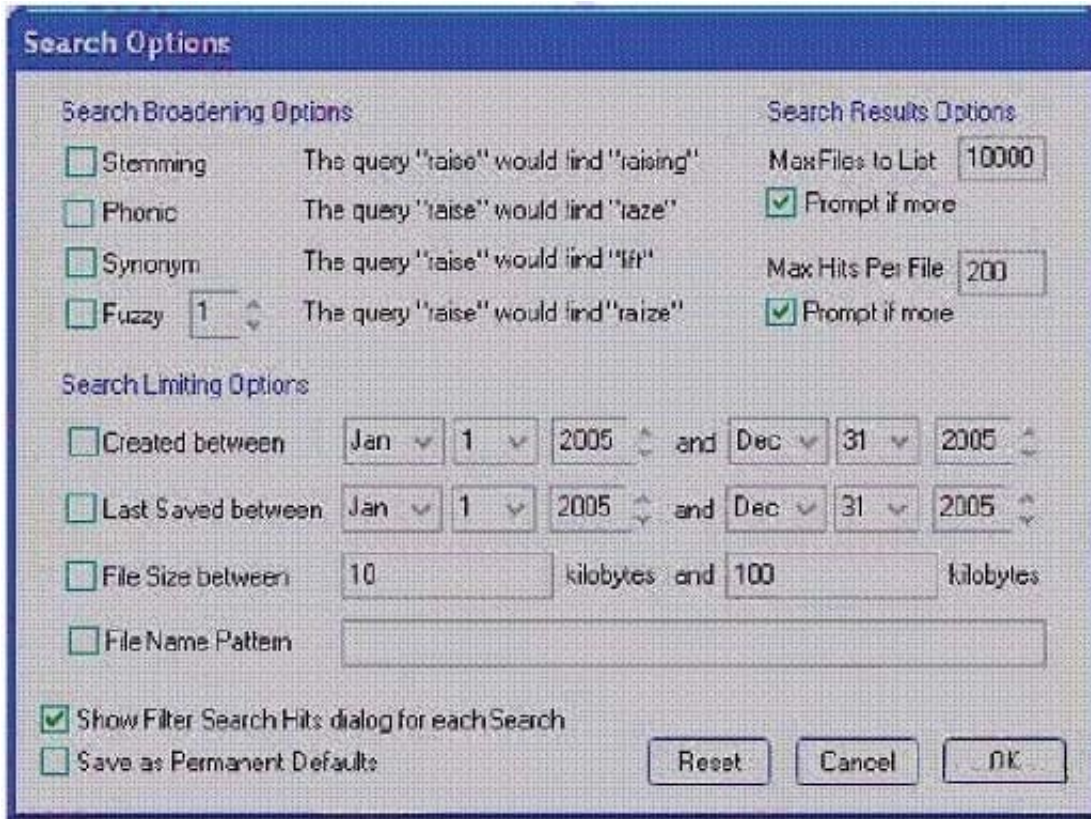 Search Options
Search Broadening Options
Stemming The query "raise" would find "raising"
Phonic The query "raise" would find "raze"
Synonym The query "raise" would find "lift"
Fuzzy 1 The query "raise" would find "raize"
Search Results Options
Max Files to List 10000
Prompt if more
Max Hits Per File 200
Prompt if more
Search Limiting Options
Created between Jan 1 2005 and Dec 31 2005
Last Saved between Jan 1 2005 and Dec 31 2005
File Size between 10 kilobytes and 100 kilobytes
File Name Pattern
Show Filter Search Hits dialog for each Search
Save as Permanent Defaults
Reset Cancel OK